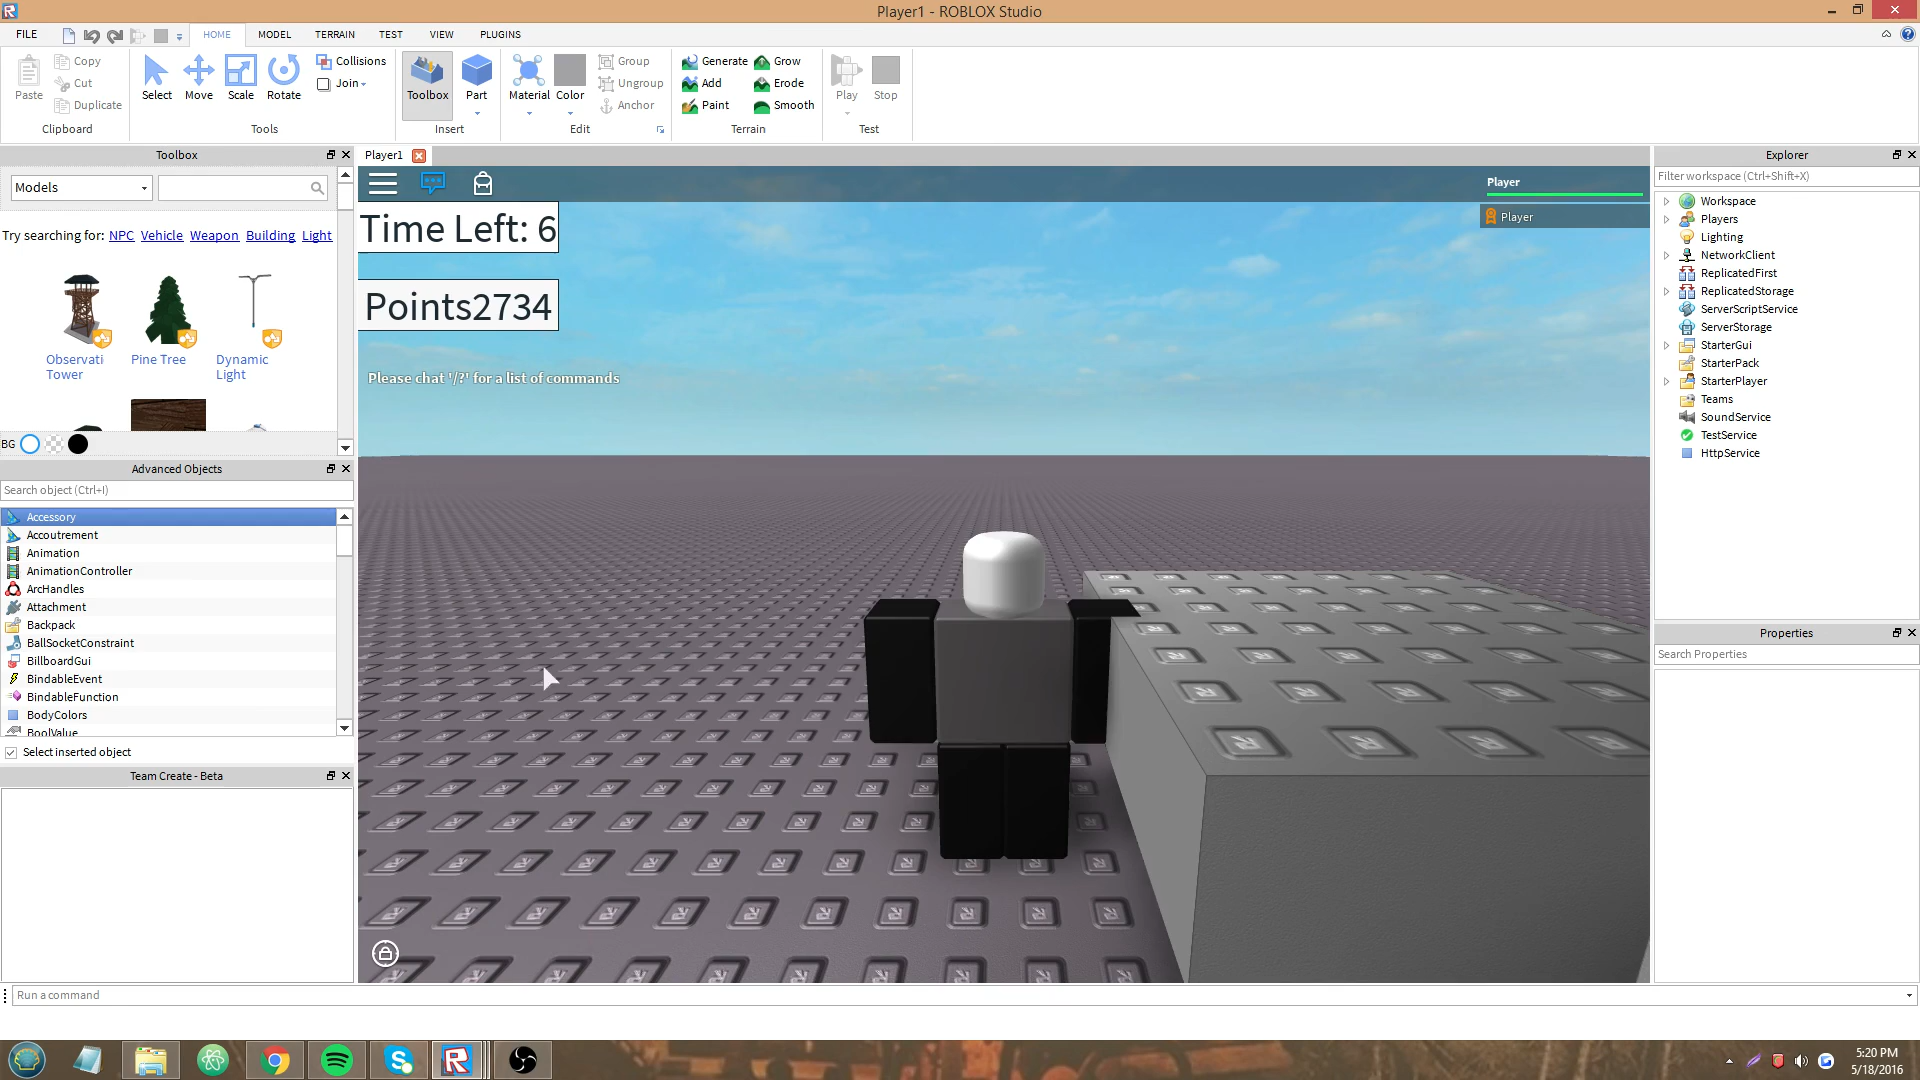 Player1 - ROBLOX Studio
FILE HOME MODEL TERRAIN TEST VIEW PLUGINS
Paste
Copy
Cut
Duplicate
Clipboard
Select Move Scale Rotate
Collisions
Join
Tools
Toolbox Part
Insert
Material Color
Group
Ungroup
Anchor
Edit
Generate Grow
Add Erode
Paint Smooth
Terrain
Play Stop
Test
Toolbox
Models
Try searching for: NPC Vehicle Weapon Building Light
Observati
Tower
Pine Tree
Dynamic
Light
BG
Advanced Objects
Search object (Ctrl+I)
Accessory
Accoutrement
Animation
AnimationController
ArcHandles
Attachment
Backpack
BallSocketConstraint
BillboardGui
BindableEvent
BindableFunction
BodyColors
BoolValue
Select inserted object
Team Create - Beta
Player1
Time Left: 6
Points2734
Please chat '/?' for a list of commands
Player
Player
Explorer
Filter workspace (Ctrl+Shift+X)
Workspace
Players
Lighting
NetworkClient
ReplicatedFirst
ReplicatedStorage
ServerScriptService
ServerStorage
StarterGui
StarterPack
StarterPlayer
Teams
SoundService
TestService
HttpService
Properties
Search Properties
Run a command
5:20 PM
5/18/2016